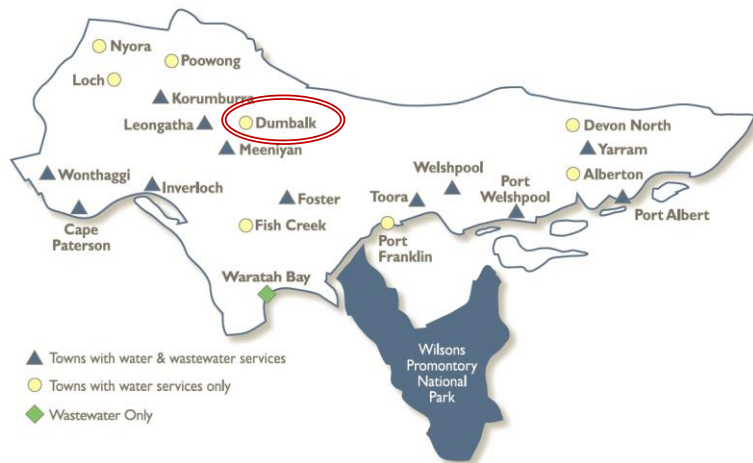 Nyora
Poowong
Loch
Korumburra
Leongatha
Dumbalk
Devon North
Meeniyan
Yarram
Welshpool
Wonthaggi
Inverloch
Foster
Toora
Port
Welshpool
Alberton
Port Albert
Cape
Paterson
Fish Creek
Port
Franklin
Waratah Bay
Wilsons
Promontory
National
Park
Towns with water & wastewater services
Towns with water services only
Wastewater Only